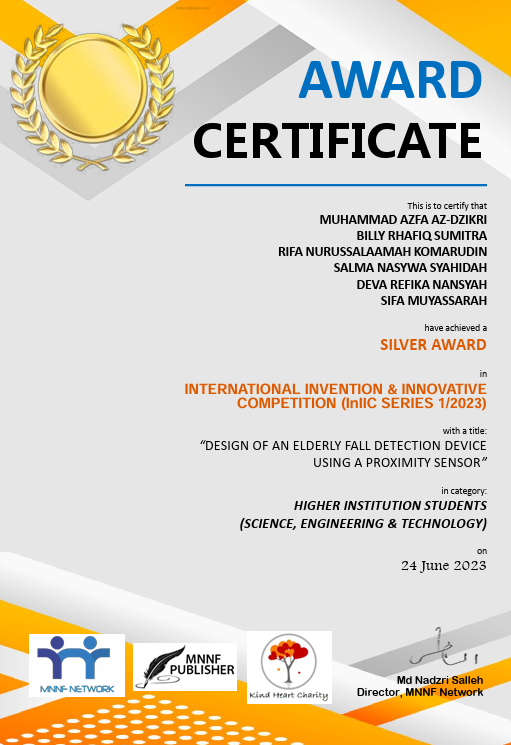 AWARD
CERTIFICATE
This is to certify that
MUHAMMAD AZFA AZ-DZIKRI
BILLY RHAFIQ SUMITRA
RIFA NURUSSALAAMAH KOMARUDIN
SALMA NASYWA SYAHIDAH
DEVA REFIKA NANSYAH
SIFA MUYASSARAH
have achieved a
SILVER AWARD
in
INTERNATIONAL INVENTION & INNOVATIVE
COMPETITION (InIIC SERIES 1/2023)
with a title:
“DESIGN OF AN ELDERLY FALL DETECTION DEVICE
USING A PROXIMITY SENSOR”
in category:
HIGHER INSTITUTION STUDENTS
(SCIENCE, ENGINEERING & TECHNOLOGY)
on
24 June 2023
MNNF NETWORK
MNNF
PUBLISHER
Kind Heart Charity
Md Nadzri Salleh
Director, MNNF Network